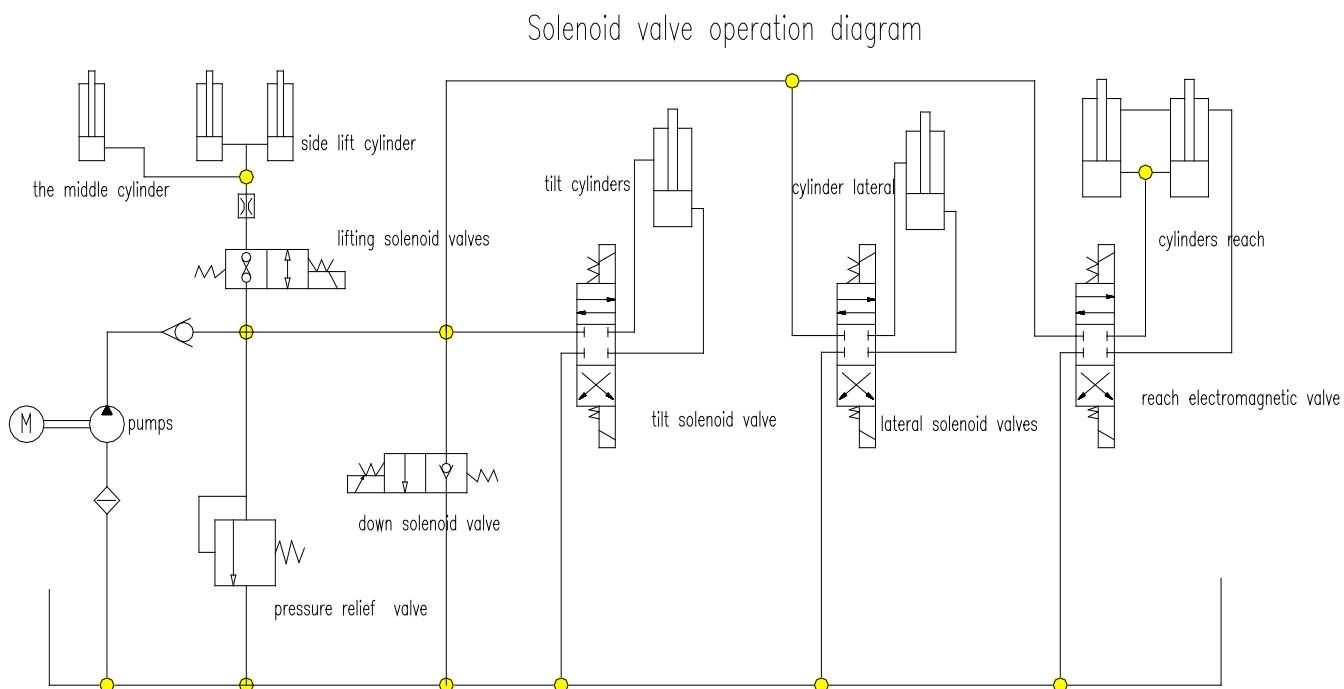 Solenoid valve operation diagram
side lift cylinder
the middle cylinder
tilt cylinders
cylinder lateral
lifting solenoid valves
cylinders reach
M
pumps
tilt solenoid valve
lateral solenoid valves
reach electromagnetic valve
down solenoid valve
pressure relief valve